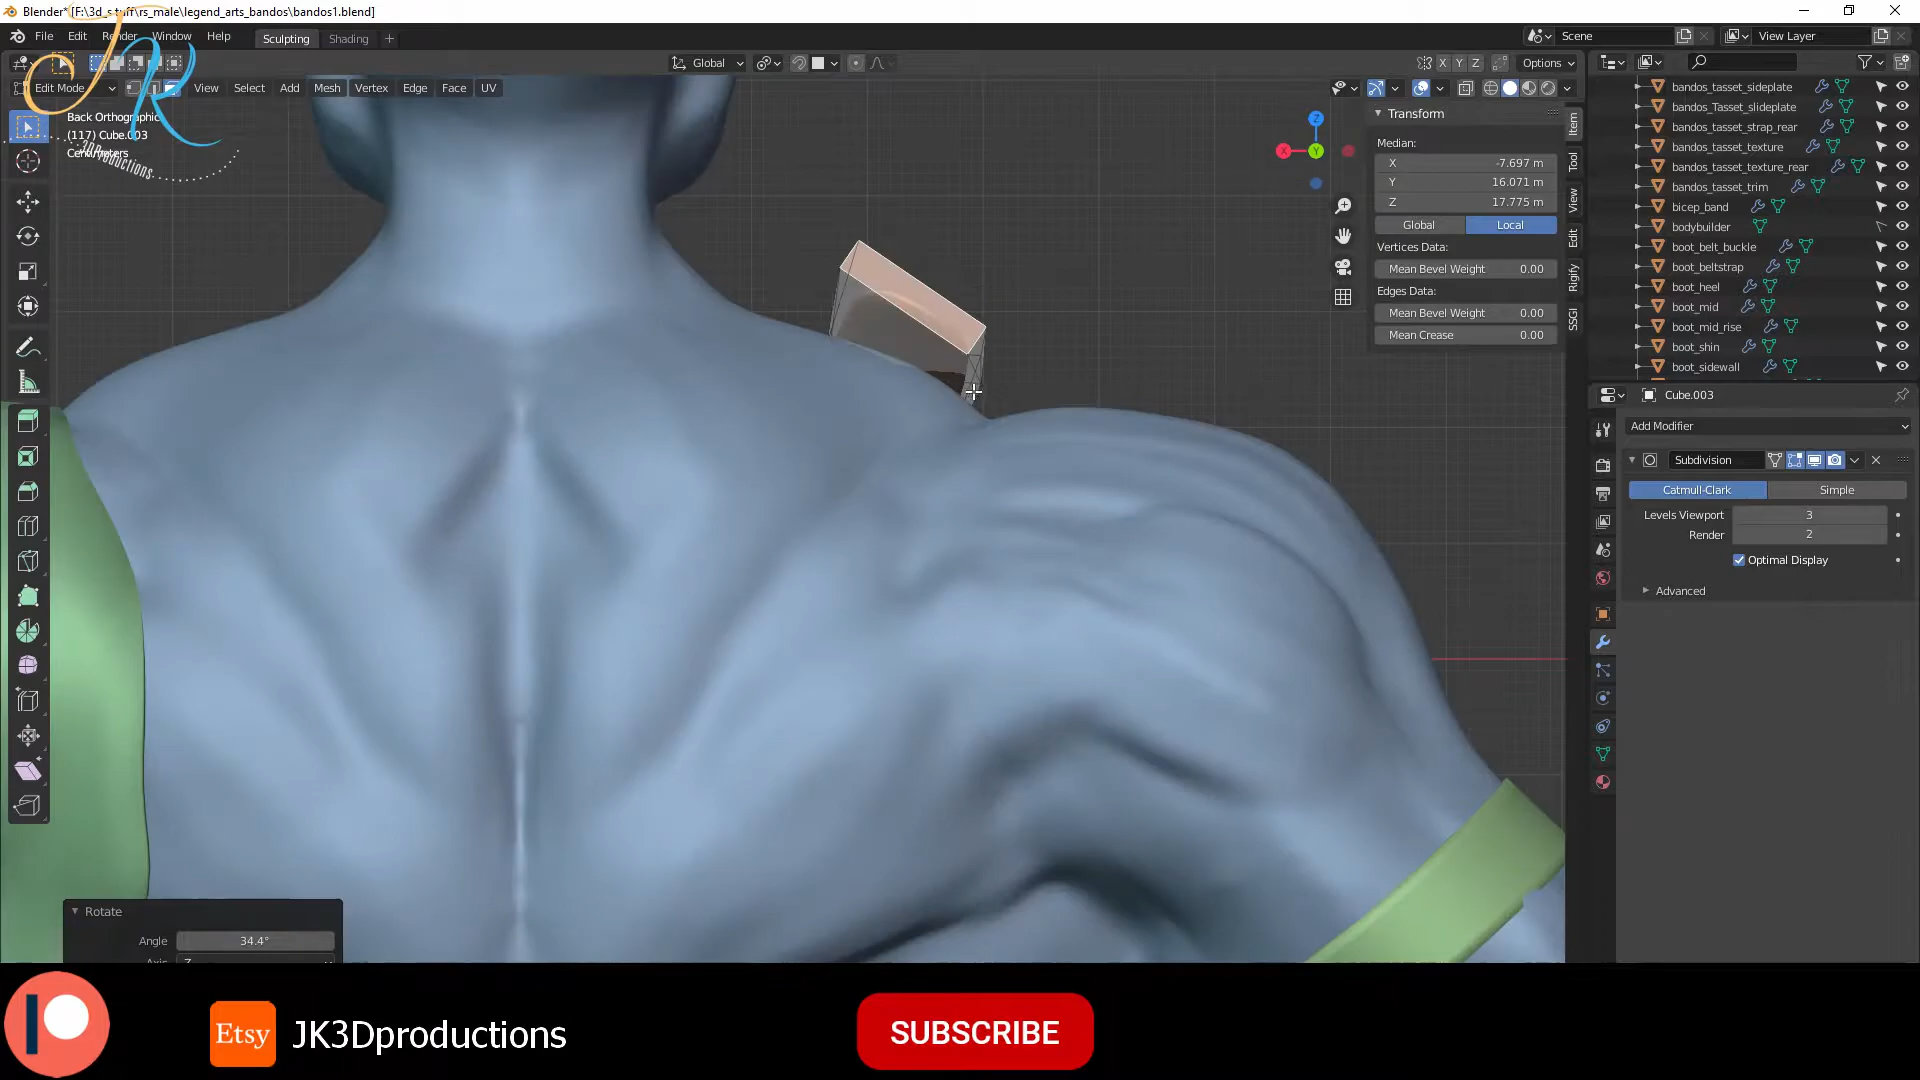 Blender* [F:\3d_stuff\rs_male\legend_arts_bandos\bandos1.blend]
File Edit Render Window Help Sculpting Shading + Scene View Layer
JR
3DProductions
Global X Y Z Options
Edit Mode View Select Add Mesh Vertex Edge Face UV
Back Orthographic
(117) Cube.003
Centimeters
Z
X
Y
Transform
Median:
X -7.697 m
Y 16.071 m
Z 17.775 m
Global Local
Vertices Data:
Mean Bevel Weight 0.00
Edges Data:
Mean Bevel Weight 0.00
Mean Crease 0.00
Item
Tool
View
Edit
Rigify
SSGI
bandos_tasset_sideplate
bandos_Tasset_slideplate
bandos_tasset_strap_rear
bandos_tasset_texture
bandos_tasset_texture_rear
bandos_tasset_trim
bicep_band
bodybuilder
boot_belt_buckle
boot_beltstrap
boot_heel
boot_mid
boot_mid_rise
boot_shin
boot_sidewall
Cube.003
Add Modifier
Subdivision
Catmull-Clark Simple
Levels Viewport 3
Render 2
Optimal Display
Advanced
Rotate
Angle 34.4°
Axis Z
Etsy JK3Dproductions SUBSCRIBE